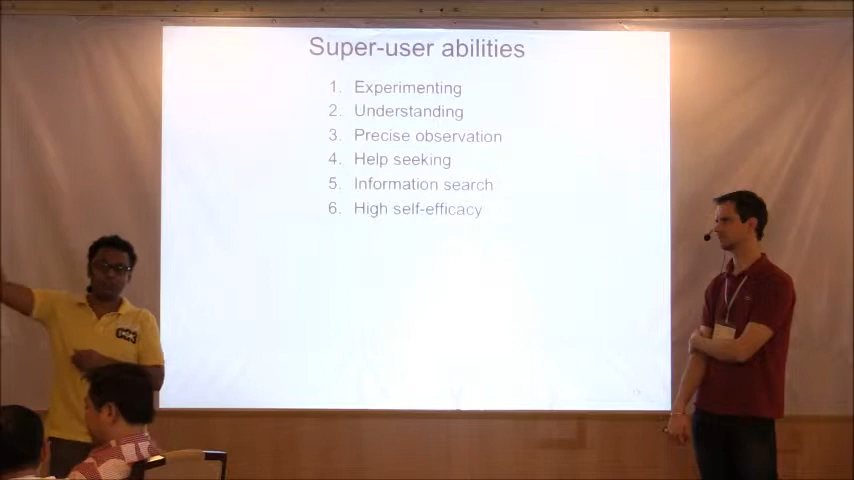 Super-user abilities
1. Experimenting
2. Understanding
3. Precise observation
4. Help seeking
5. Information search
6. High self-efficacy